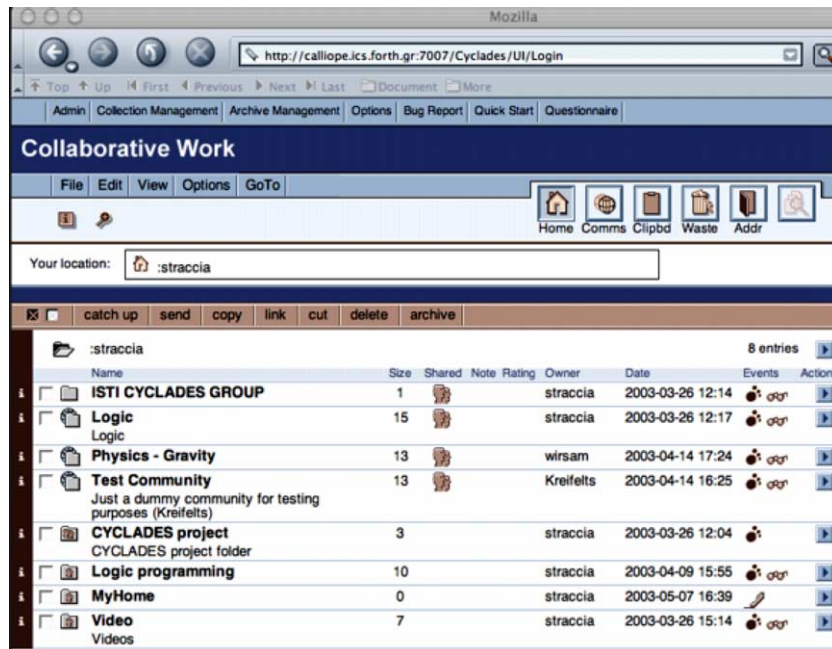 Mozilla
http://calliope.ics.forth.gr:7007/Cyclades/UI/Login
Top Up First Previous Next Last Document More
Admin Collection Management Archive Management Options Bug Report Quick Start Questionnaire
Collaborative Work
File Edit View Options GoTo
Home Comms Clipbd Waste Addr
Your location: :straccia
catch up send copy link cut delete archive
:straccia 8 entries
Name Size Shared Note Rating Owner Date Events Action
ISTI CYCLADES GROUP 1 straccia 2003-03-26 12:14
Logic 15 straccia 2003-03-26 12:17
Logic
Physics - Gravity 13 wirsam 2003-04-14 17:24
Test Community 13 Kreifelts 2003-04-14 16:25
Just a dummy community for testing
purposes (Kreifelts)
CYCLADES project 3 straccia 2003-03-26 12:04
CYCLADES project folder
Logic programming 10 straccia 2003-04-09 15:55
MyHome 0 straccia 2003-05-07 16:39
Video 7 straccia 2003-03-26 15:14
Videos